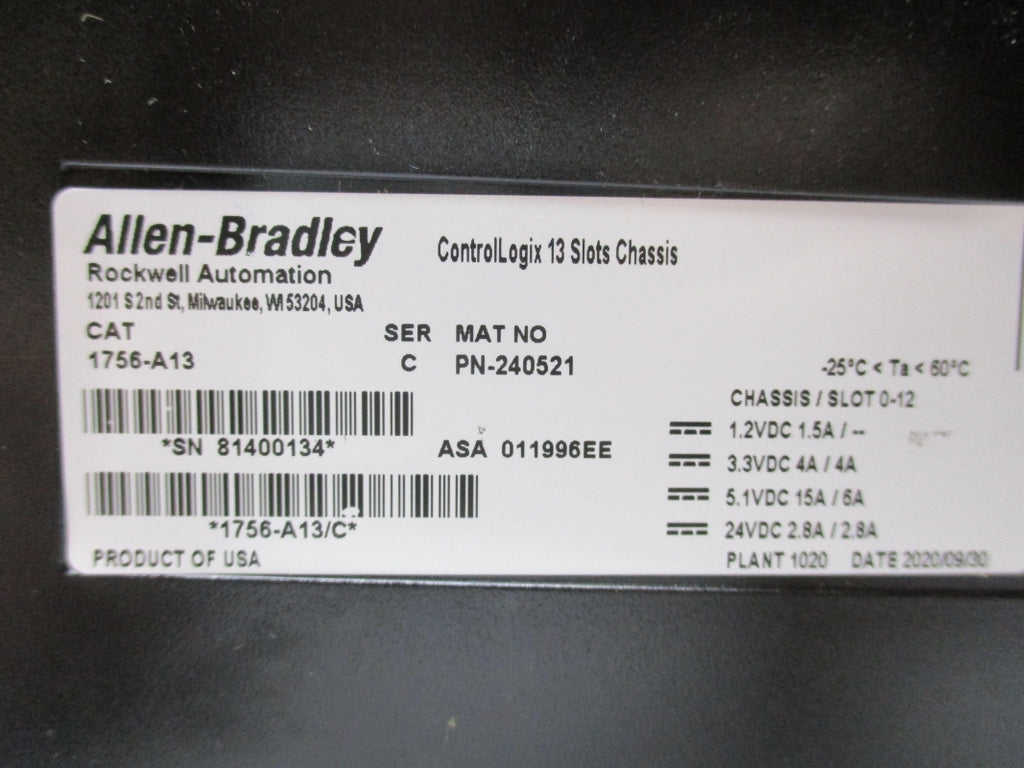 Allen-Bradley
ControlLogix 13 Slots Chassis
Rockwell Automation
1201 S 2nd St, Milwaukee, WI 53204, USA
CAT SER MAT NO
1756-A13 C PN-240521
-25°C < Ta < 60°C
CHASSIS / SLOT 0-12
1.2VDC 1.5A / --
*SN 81400134* ASA 011996EE
3.3VDC 4A / 4A
5.1VDC 15A / 6A
*1756-A13/C*
24VDC 2.8A / 2.8A
PRODUCT OF USA
PLANT 1020 DATE 2020/09/30